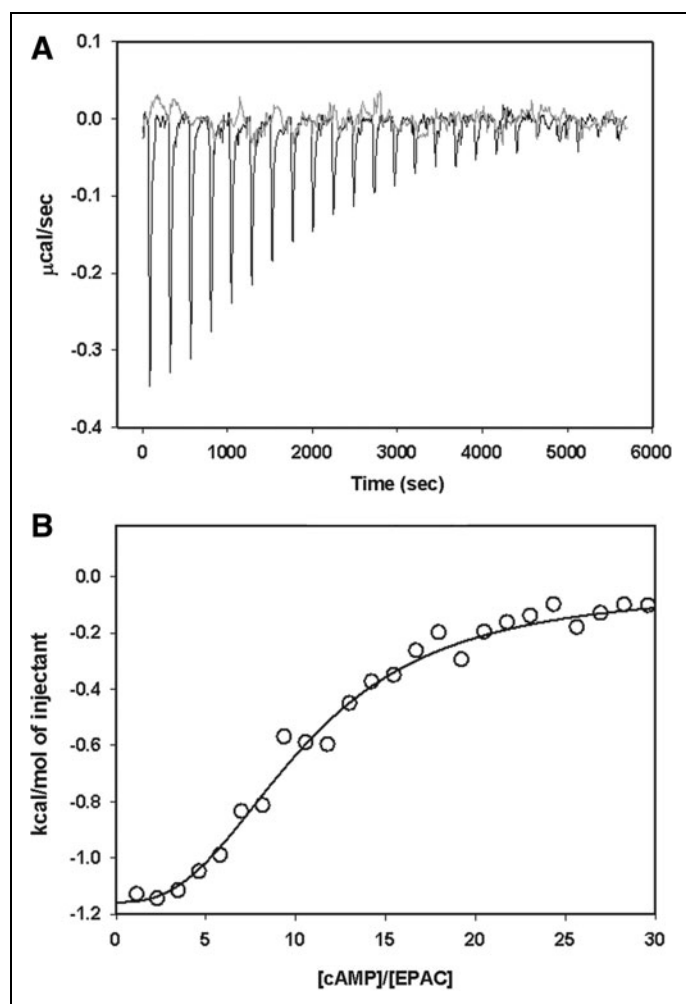 A
0.1
0.0
-0.1
-0.2
-0.3
-0.4
μcal/sec
0 1000 2000 3000 4000 5000 6000
Time (sec)
B
0.0
-0.2
-0.4
-0.6
-0.8
-1.0
-1.2
kcal/mol of injectant
0 5 10 15 20 25 30
[cAMP]/[EPAC]